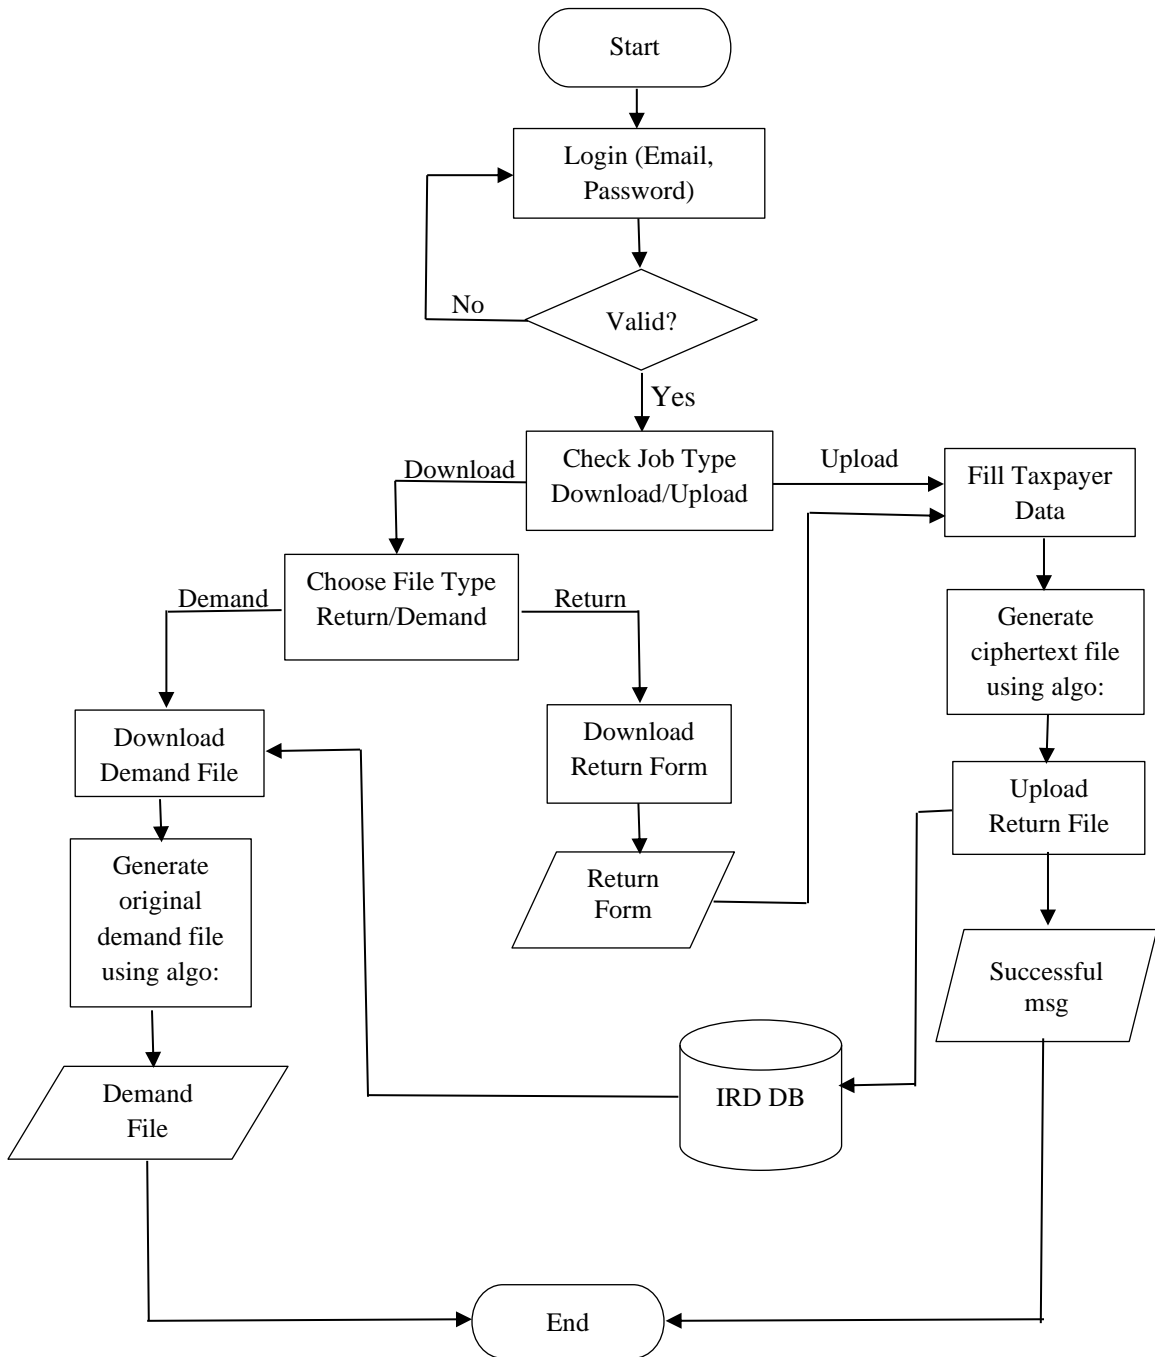 Start
Login (Email,
Password)
No
Valid?
Yes
Download
Check Job Type
Download/Upload
Upload
Fill Taxpayer
Data
Demand
Choose File Type
Return/Demand
Return
Generate
ciphertext file
using algo:
Download
Demand File
Download
Return Form
Upload
Return File
Generate
original
demand file
using algo:
Return
Form
Successful
msg
Demand
File
IRD DB
End